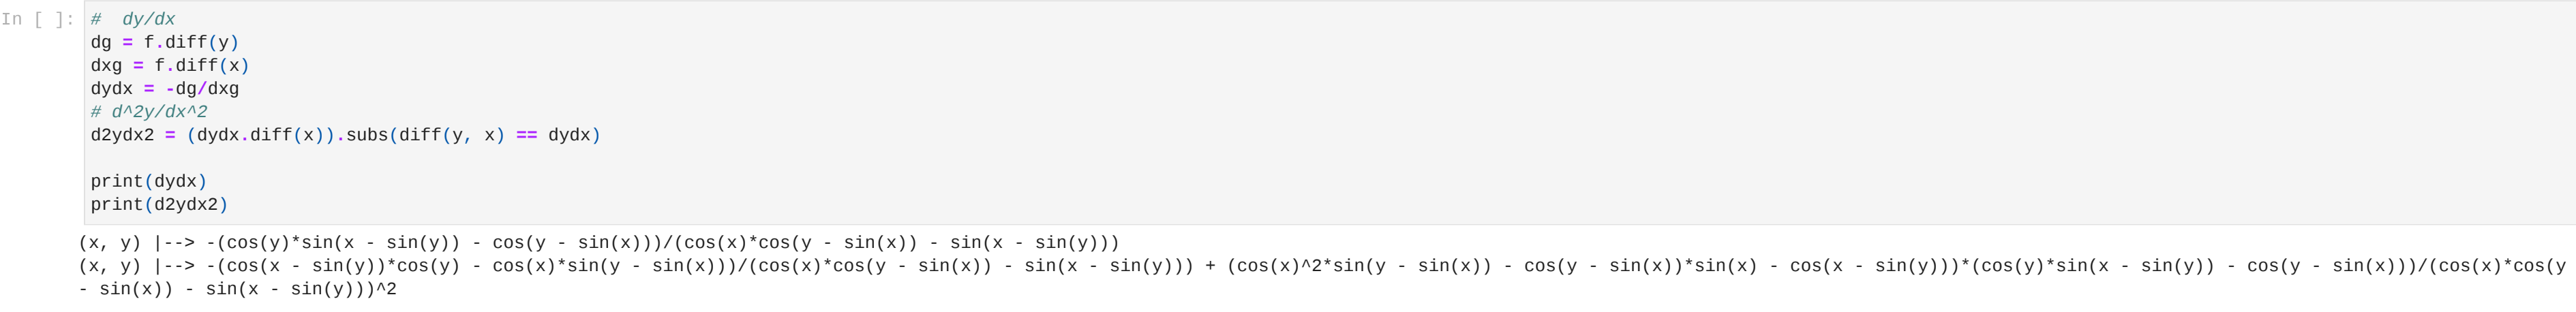 In [ ]: #  dy/dx
dg = f.diff(y)
dxg = f.diff(x)
dydx = -dg/dxg
# d^2y/dx^2
d2ydx2 = (dydx.diff(x)).subs(diff(y, x) == dydx)
print(dydx)
print(d2ydx2)
(x, y) |--> -(cos(y)*sin(x - sin(y)) - cos(y - sin(x)))/(cos(x)*cos(y - sin(x)) - sin(x - sin(y)))
(x, y) |--> -(cos(x - sin(y))*cos(y) - cos(x)*sin(y - sin(x)))/(cos(x)*cos(y - sin(x)) - sin(x - sin(y))) + (cos(x)^2*sin(y - sin(x)) - cos(y - sin(x))*sin(x) - cos(x - sin(y)))*(cos(y)*sin(x - sin(y)) - cos(y - sin(x)))/(cos(x)*cos(y
- sin(x)) - sin(x - sin(y)))^2